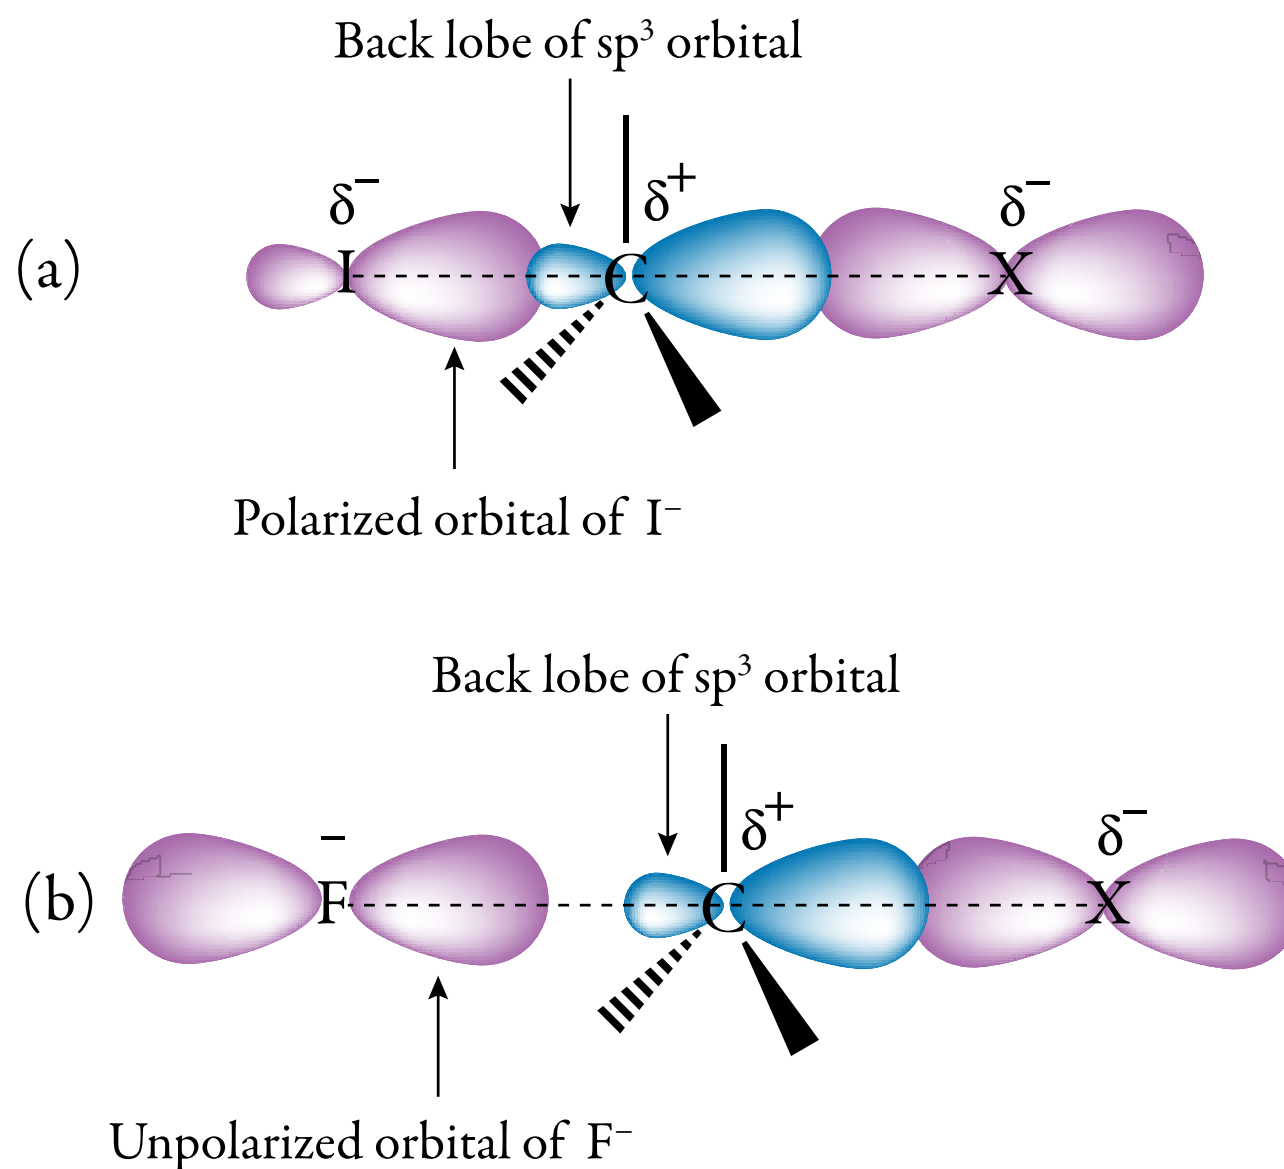 Back lobe of sp³ orbital
δ⁻ δ⁺ δ⁻
(a) I C X
Polarized orbital of I⁻
Back lobe of sp³ orbital
− δ⁺ δ⁻
(b) F C X
Unpolarized orbital of F⁻